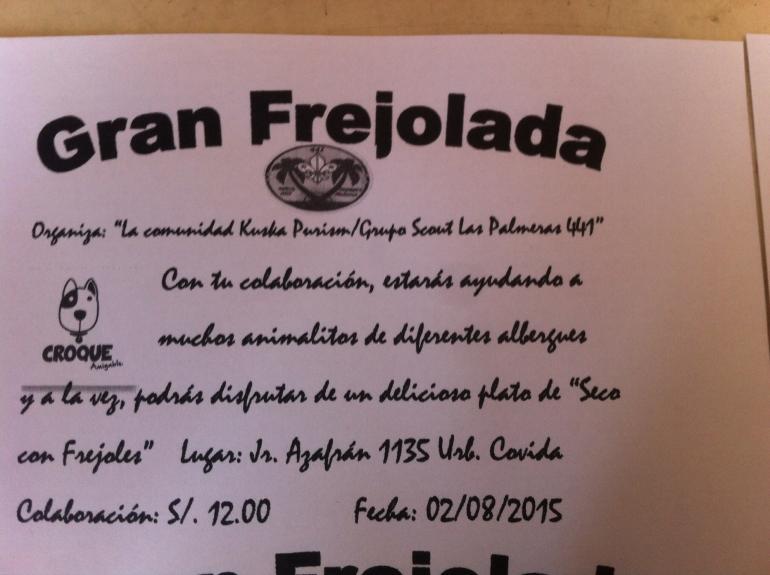 Gran Frejolada
441
Organiza: "La comunidad Kuska Purism/Grupo Scout Las Palmeras 441"
Con tu colaboración, estarás ayudando a
muchos animalitos de diferentes albergues
CROQUE
Amigable
y a la vez, podrás disfrutar de un delicioso plato de "Seco
con Frejoles" Lugar: Jr. Azafrán 1135 Urb. Covida
Colaboración: S/. 12.00 Fecha: 02/08/2015